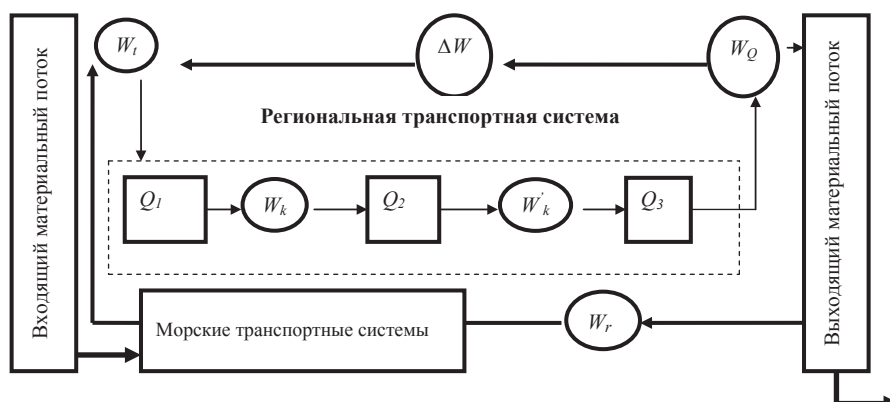 Входящий материальный поток
W_t
ΔW
W_Q
Региональная транспортная система
Q_1
W_k
Q_2
W'_k
Q_3
Морские транспортные системы
W_r
Выходящий материальный поток